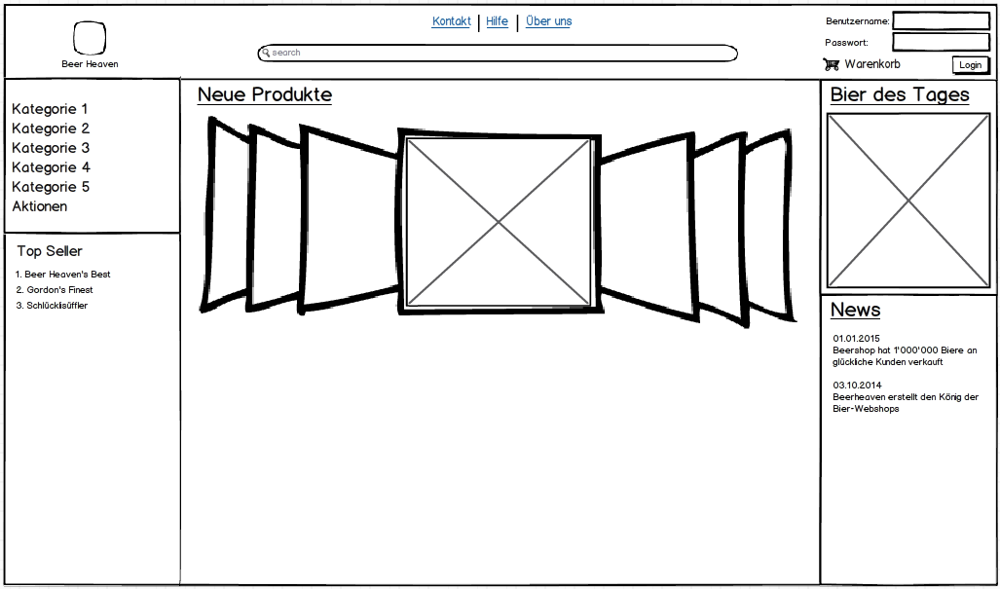 Beer Heaven
Kontakt | Hilfe | Über uns
search
Benutzername:
Passwort:
Warenkorb
Login
Kategorie 1
Kategorie 2
Kategorie 3
Kategorie 4
Kategorie 5
Aktionen
Top Seller
1. Beer Heaven's Best
2. Gordon's Finest
3. Schlücklisüffler
Neue Produkte
Bier des Tages
News
01.01.2015
Beershop hat 1'000'000 Biere an
glückliche Kunden verkauft
03.10.2014
Beerheaven erstellt den König der
Bier-Webshops